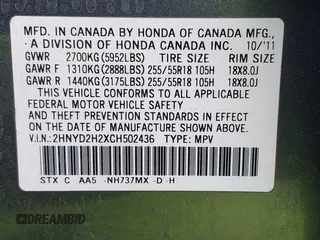 MFD. IN CANADA BY HONDA OF CANADA MFG.,
- A DIVISION OF HONDA CANADA INC. 10/'11
GVWR 2700KG(5952LBS) TIRE SIZE RIM SIZE
GAWR F 1310KG(2888LBS) 255/55R18 105H 18X8.0J
GAWR R 1440KG(3175LBS) 255/55R18 105H 18X8.0J
THIS VEHICLE CONFORMS TO ALL APPLICABLE
FEDERAL MOTOR VEHICLE SAFETY
AND THEFT PREVENTION STANDARDS IN EFFECT
ON THE DATE OF MANUFACTURE SHOWN ABOVE.
V.I.N.: 2HNYD2H2XCH502436 TYPE: MPV
STX C AA5 -NH737MX -D -H
DREAMBID